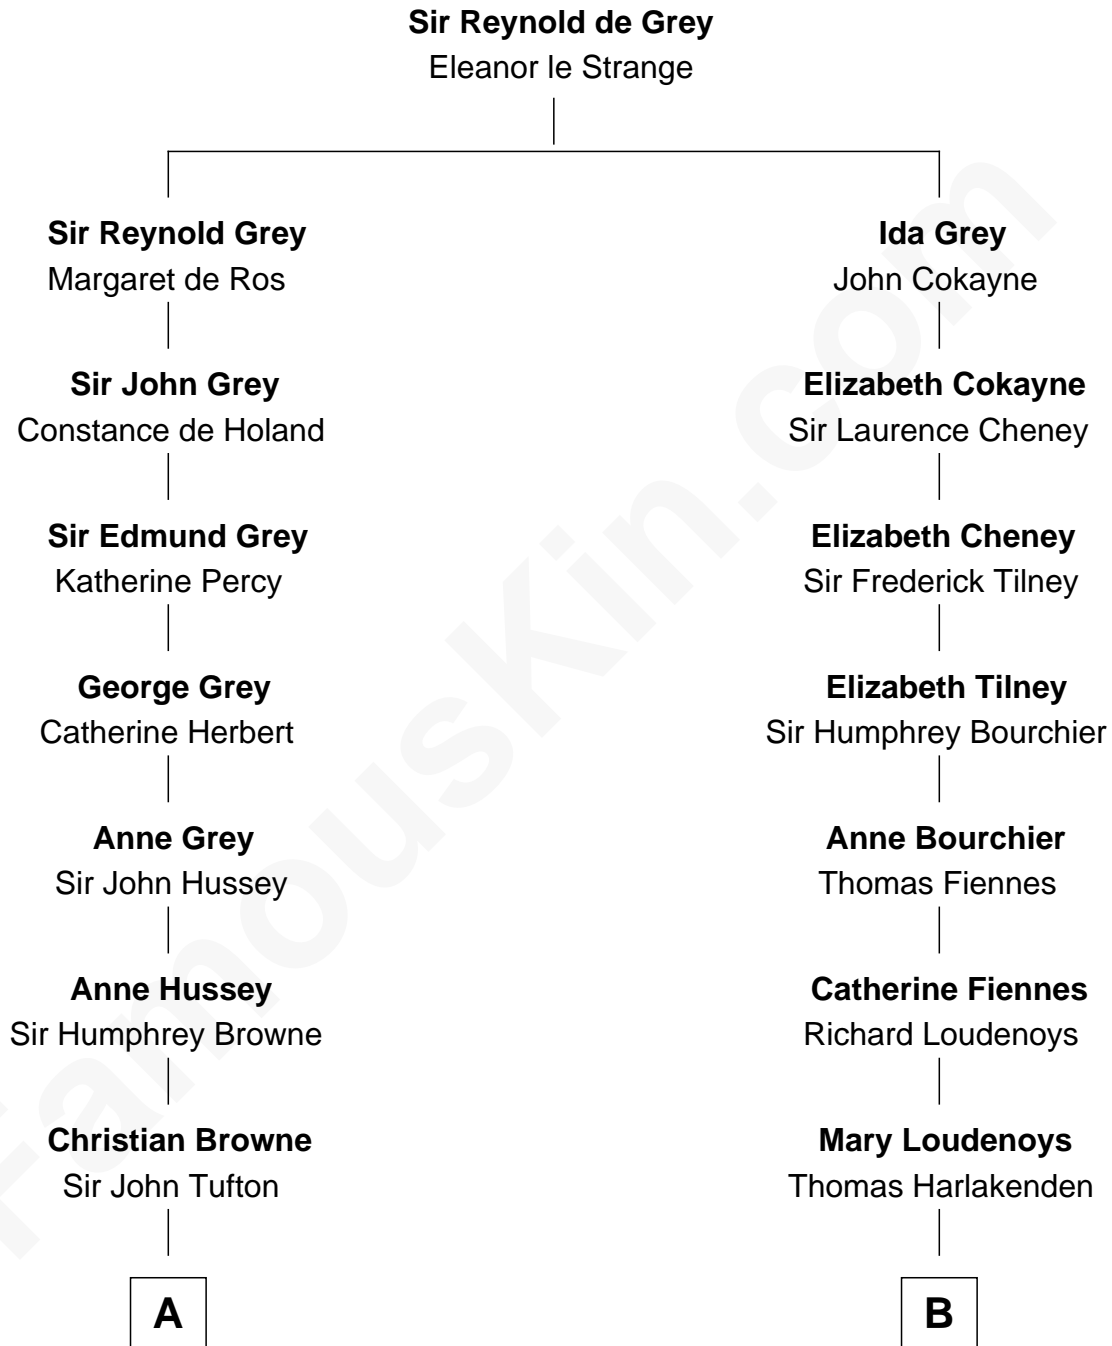 Sir Reynold de Grey
Eleanor le Strange
Sir Reynold Grey
Margaret de Ros
Sir John Grey
Constance de Holand
Sir Edmund Grey
Katherine Percy
George Grey
Catherine Herbert
Anne Grey
Sir John Hussey
Anne Hussey
Sir Humphrey Browne
Christian Browne
Sir John Tufton
A
Ida Grey
John Cokayne
Elizabeth Cokayne
Sir Laurence Cheney
Elizabeth Cheney
Sir Frederick Tilney
Elizabeth Tilney
Sir Humphrey Bourchier
Anne Bourchier
Thomas Fiennes
Catherine Fiennes
Richard Loudenoys
Mary Loudenoys
Thomas Harlakenden
B
FamousKin.com